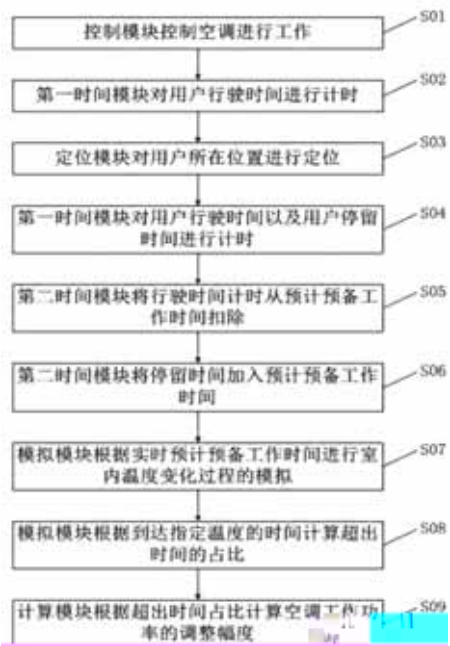 控制模块控制空调进行工作
S01
第一时间模块对用户行驶时间进行计时
S02
定位模块对用户所在位置进行定位
S03
第一时间模块对用户行驶时间以及用户停留
时间进行计时
S04
第二时间模块将行驶时间计时从预计预备工
作时间扣除
S05
第二时间模块将停留时间加入预计预备工作
时间
S06
模拟模块根据实时预计预备工作时间进行室
内温度变化过程的模拟
S07
模拟模块根据到达指定温度的时间计算超出
时间的占比
S08
计算模块根据超出时间占比计算空调工作功
率的调整幅度
S09